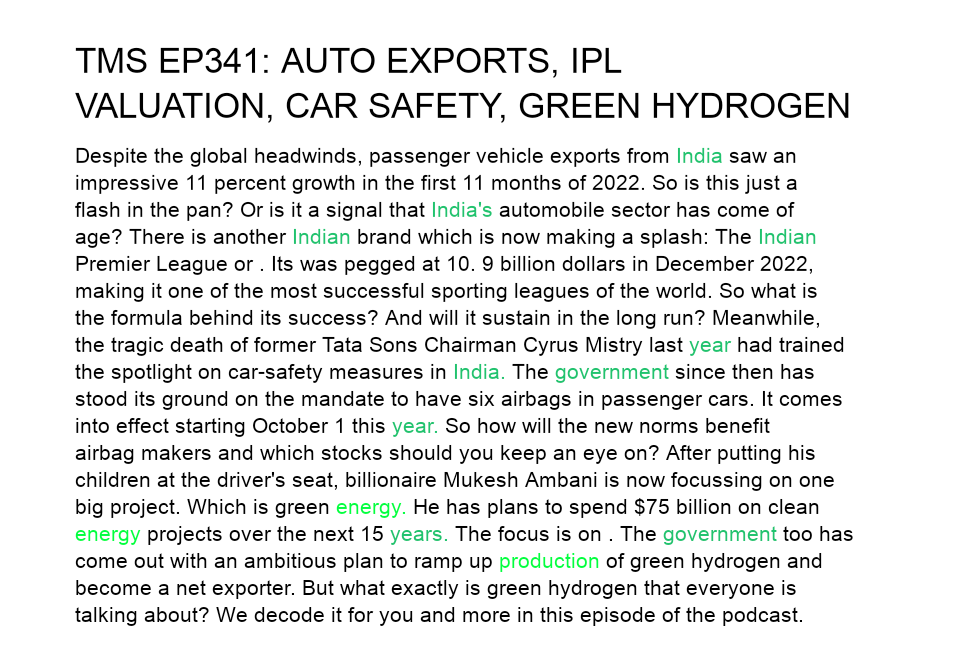 TMS EP341: AUTO EXPORTS, IPL
VALUATION, CAR SAFETY, GREEN HYDROGEN
Despite the global headwinds, passenger vehicle exports from India saw an
impressive 11 percent growth in the first 11 months of 2022. So is this just a
flash in the pan? Or is it a signal that India's automobile sector has come of
age? There is another Indian brand which is now making a splash: The Indian
Premier League or . Its was pegged at 10. 9 billion dollars in December 2022,
making it one of the most successful sporting leagues of the world. So what is
the formula behind its success? And will it sustain in the long run? Meanwhile,
the tragic death of former Tata Sons Chairman Cyrus Mistry last year had trained
the spotlight on car-safety measures in India. The government since then has
stood its ground on the mandate to have six airbags in passenger cars. It comes
into effect starting October 1 this year. So how will the new norms benefit
airbag makers and which stocks should you keep an eye on? After putting his
children at the driver's seat, billionaire Mukesh Ambani is now focussing on one
big project. Which is green energy. He has plans to spend $75 billion on clean
energy projects over the next 15 years. The focus is on . The government too has
come out with an ambitious plan to ramp up production of green hydrogen and
become a net exporter. But what exactly is green hydrogen that everyone is
talking about? We decode it for you and more in this episode of the podcast.